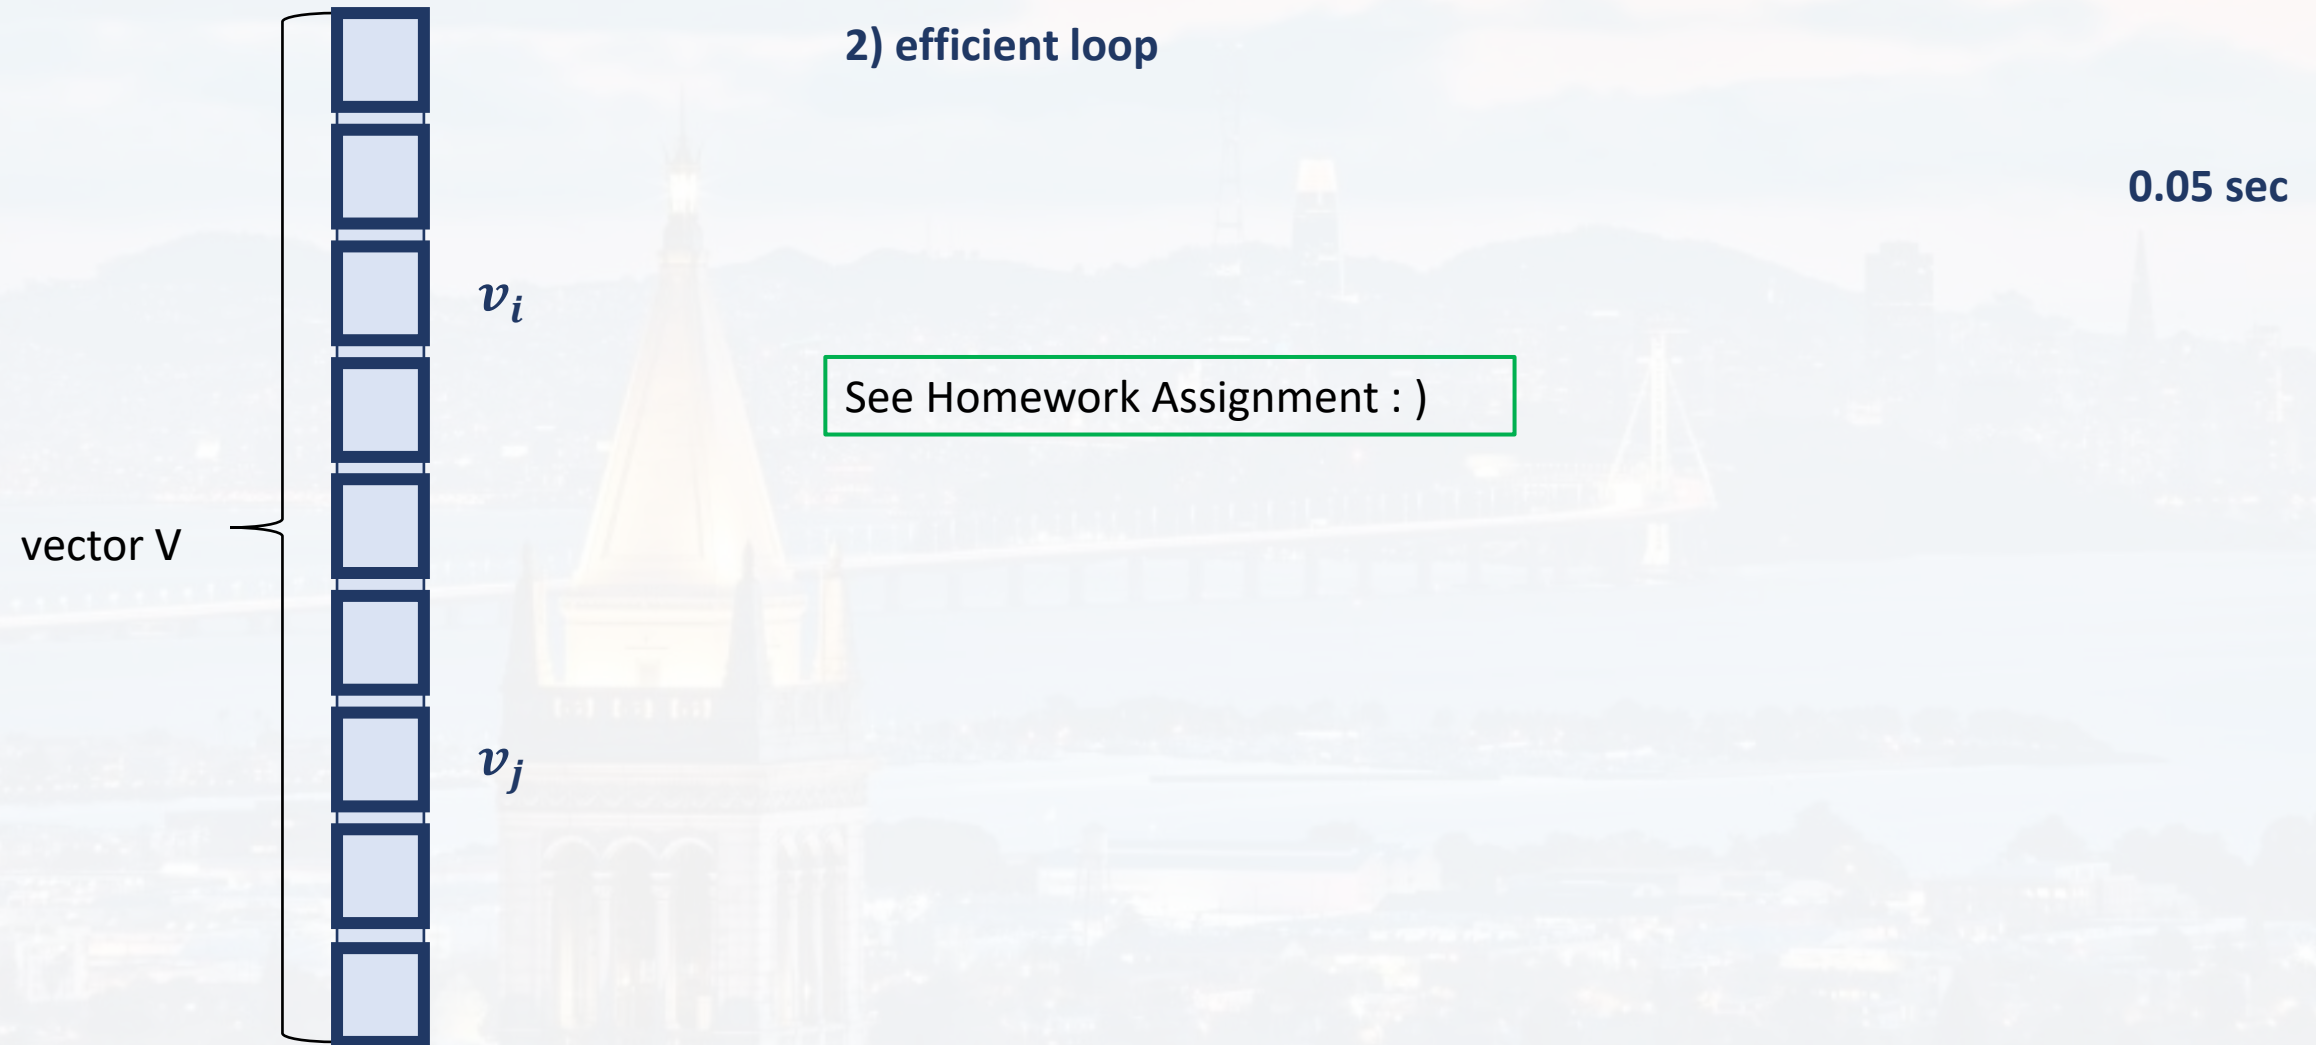 2) efficient loop
0.05 sec
v_i
See Homework Assignment : )
vector V
v_j